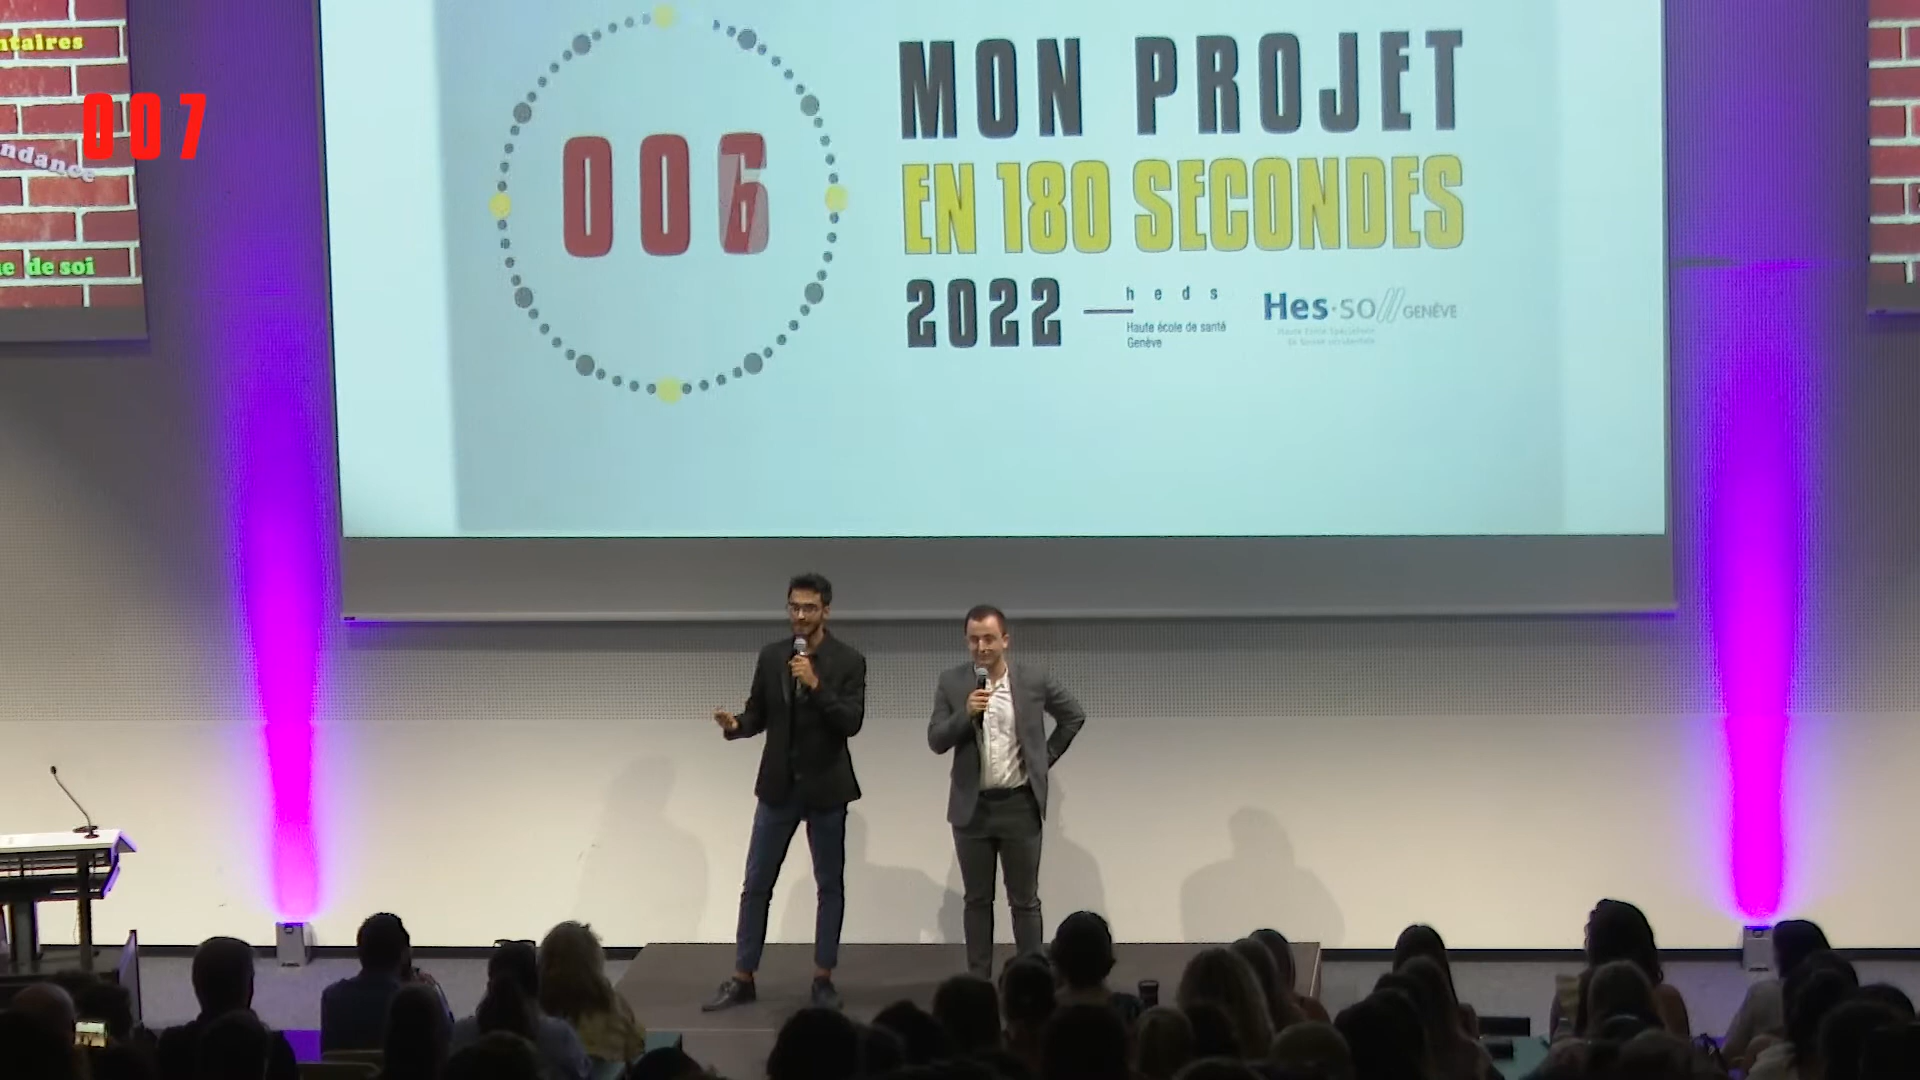 ntaires
007
ndance
e de soi
006
MON PROJET
EN 180 SECONDES
2022
heds
Haute école de santé
Genève
Hes·so// GENÈVE